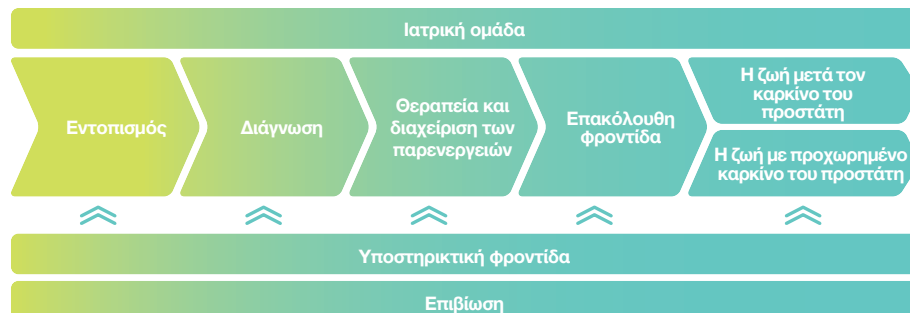 Ιατρική ομάδα
Εντοπισμός
Διάγνωση
Θεραπεία και
διαχείριση των
παρενεργειών
Επακόλουθη
φροντίδα
Η ζωή μετά τον
καρκίνο του
προστάτη
Η ζωή με προχωρημένο
καρκίνο του προστάτη
Υποστηρικτική φροντίδα
Επιβίωση